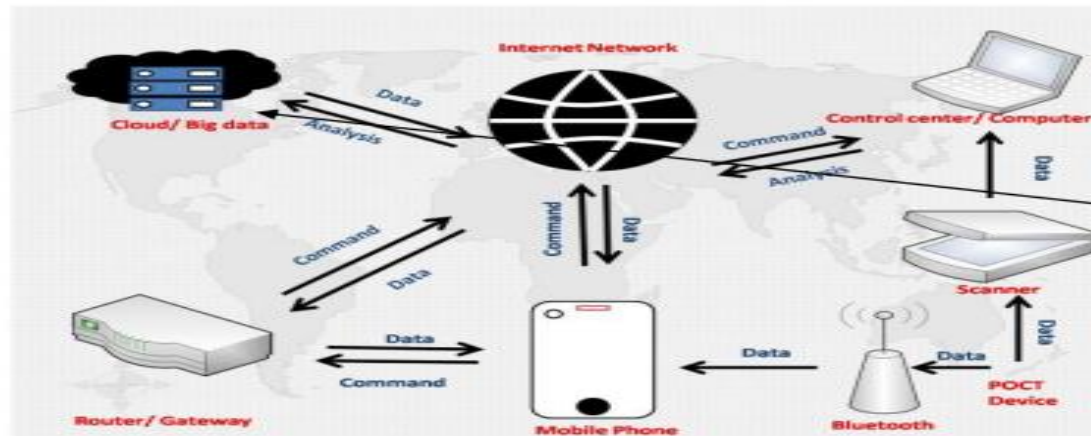 Internet Network
Cloud/ Big data
Data
Analysis
Control center/ Computer
Command
Analysis
Data
Command
Data
Command
Data
Scanner
Data
Data
Command
Data
Data
POCT
Device
Router/ Gateway
Mobile Phone
Bluetooth